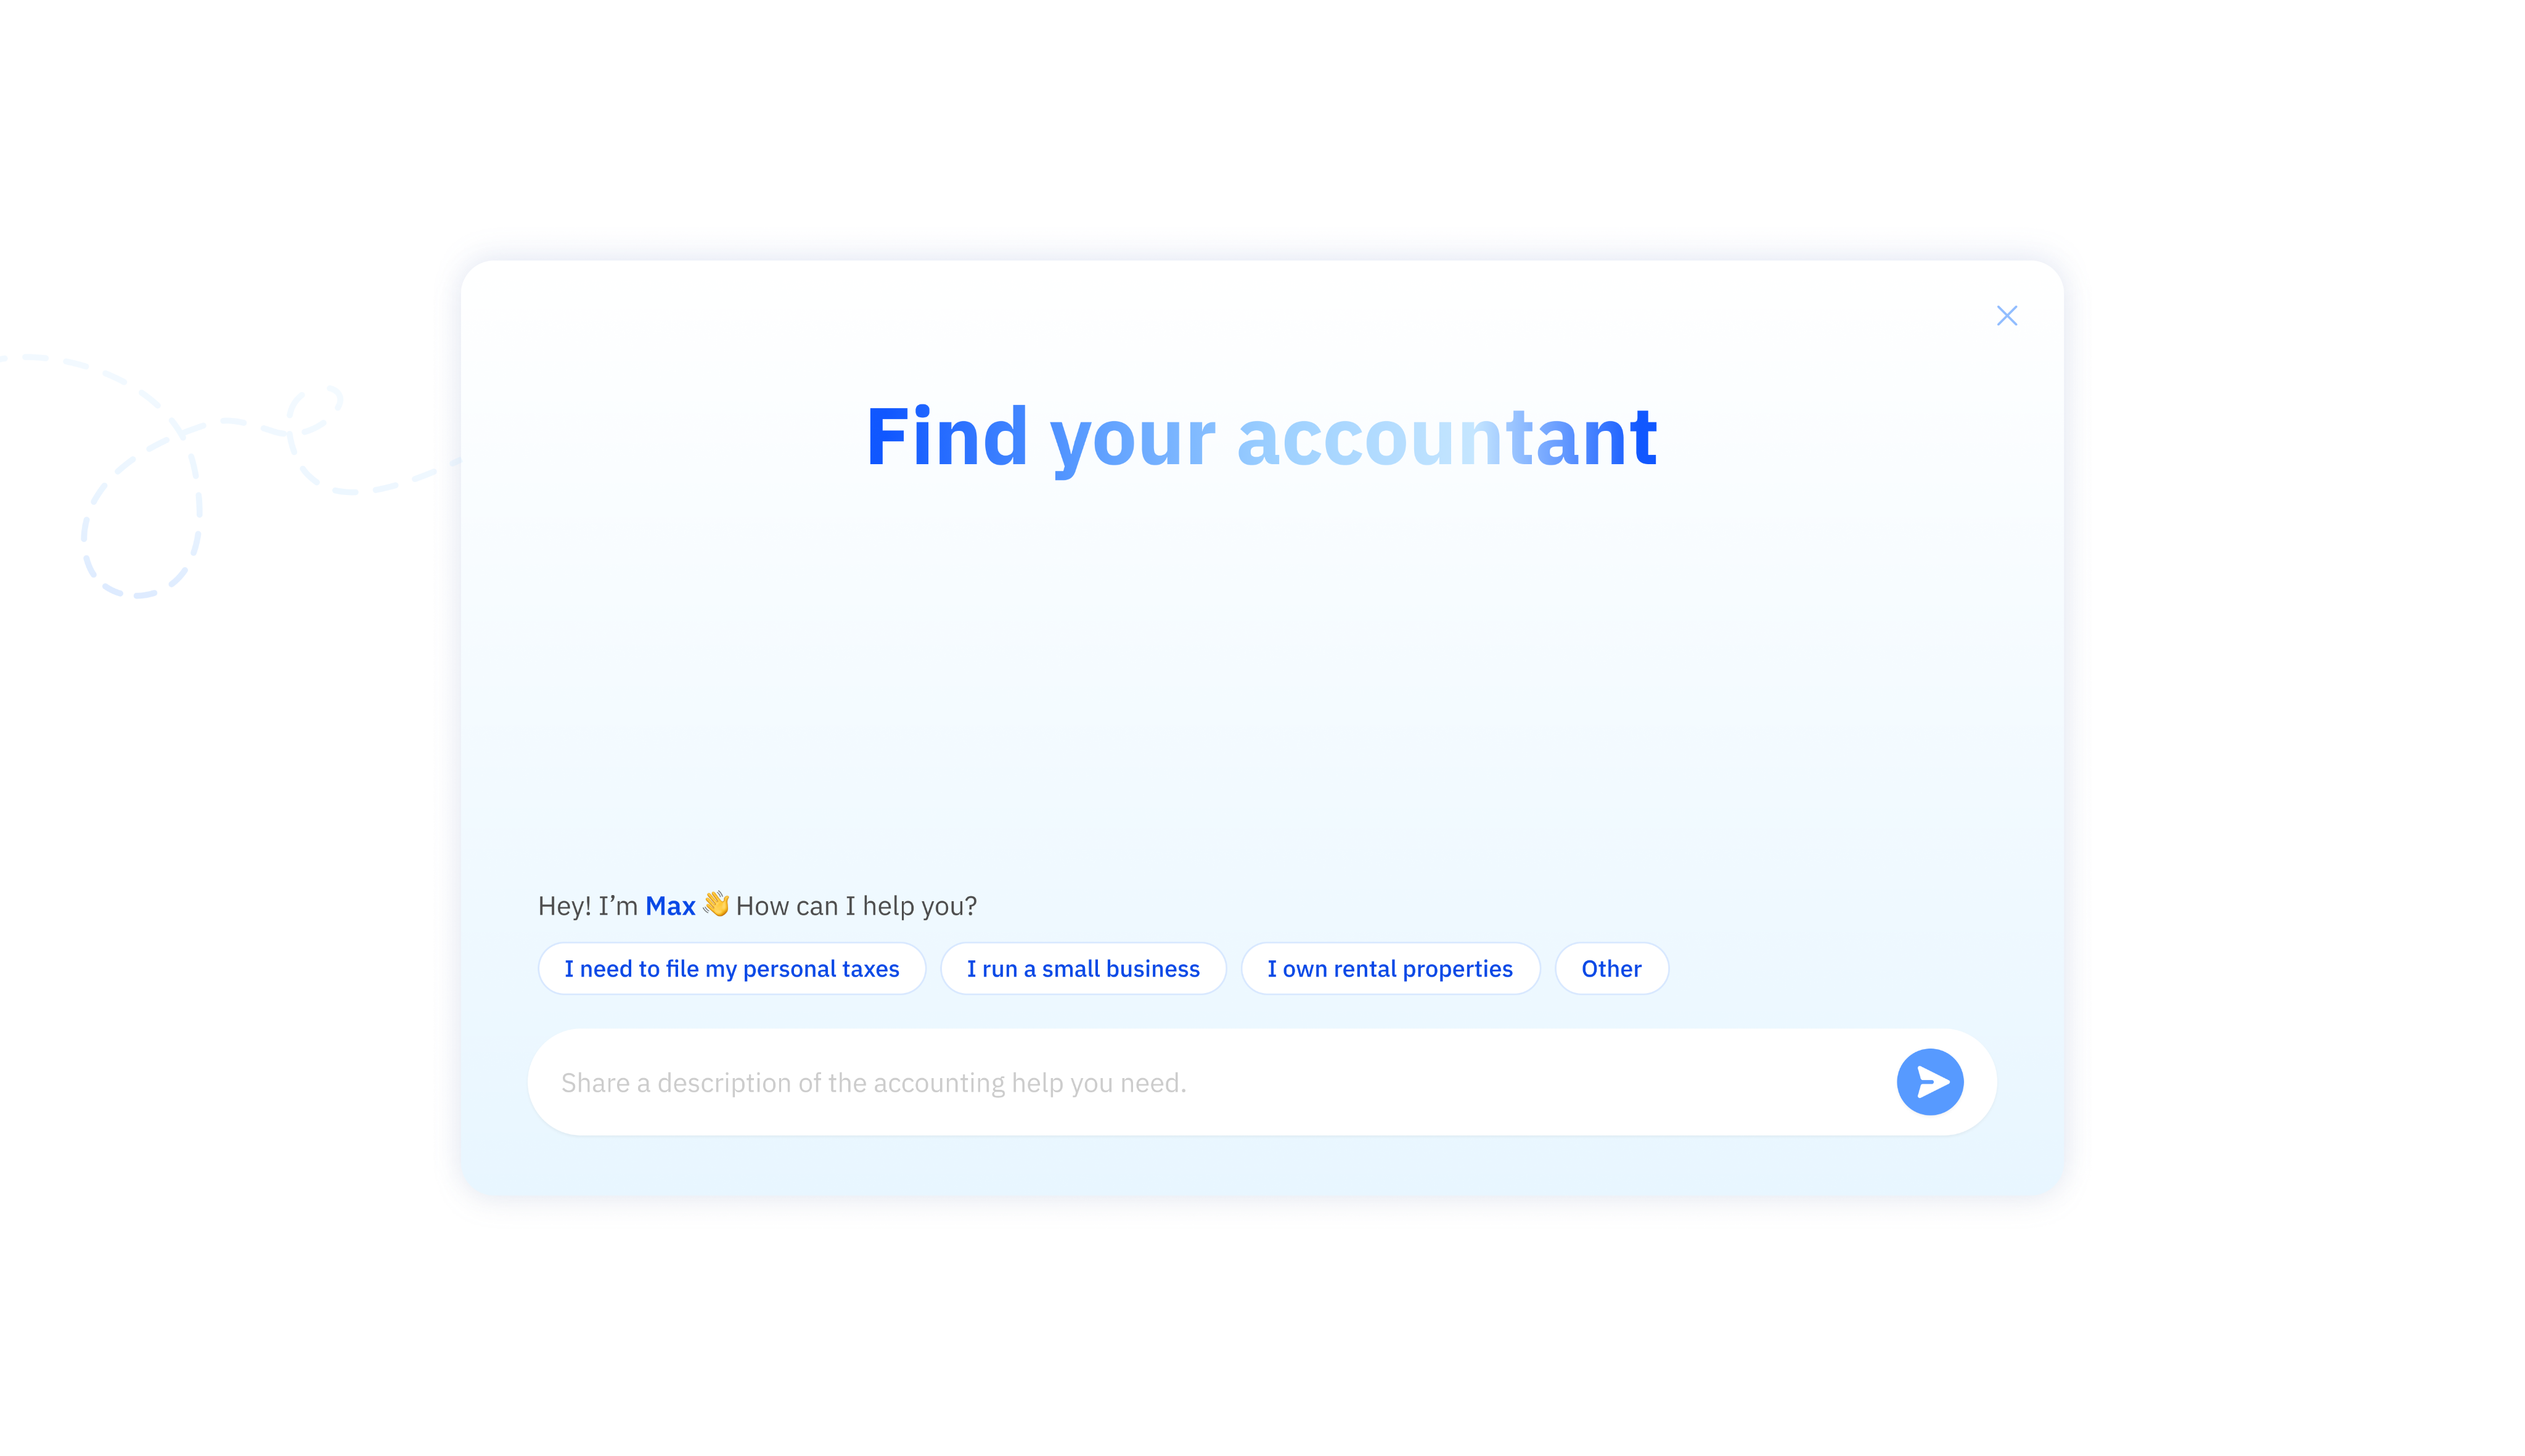 Find your accountant
Hey! I’m Max 👋 How can I help you?
I need to file my personal taxes
I run a small business
I own rental properties
Other
Share a description of the accounting help you need.